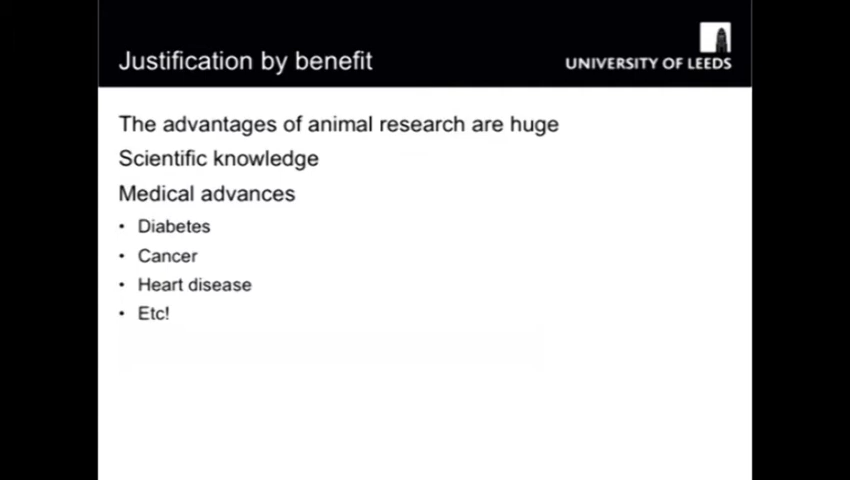 Justification by benefit
UNIVERSITY OF LEEDS
The advantages of animal research are huge
Scientific knowledge
Medical advances
• Diabetes
• Cancer
• Heart disease
• Etc!